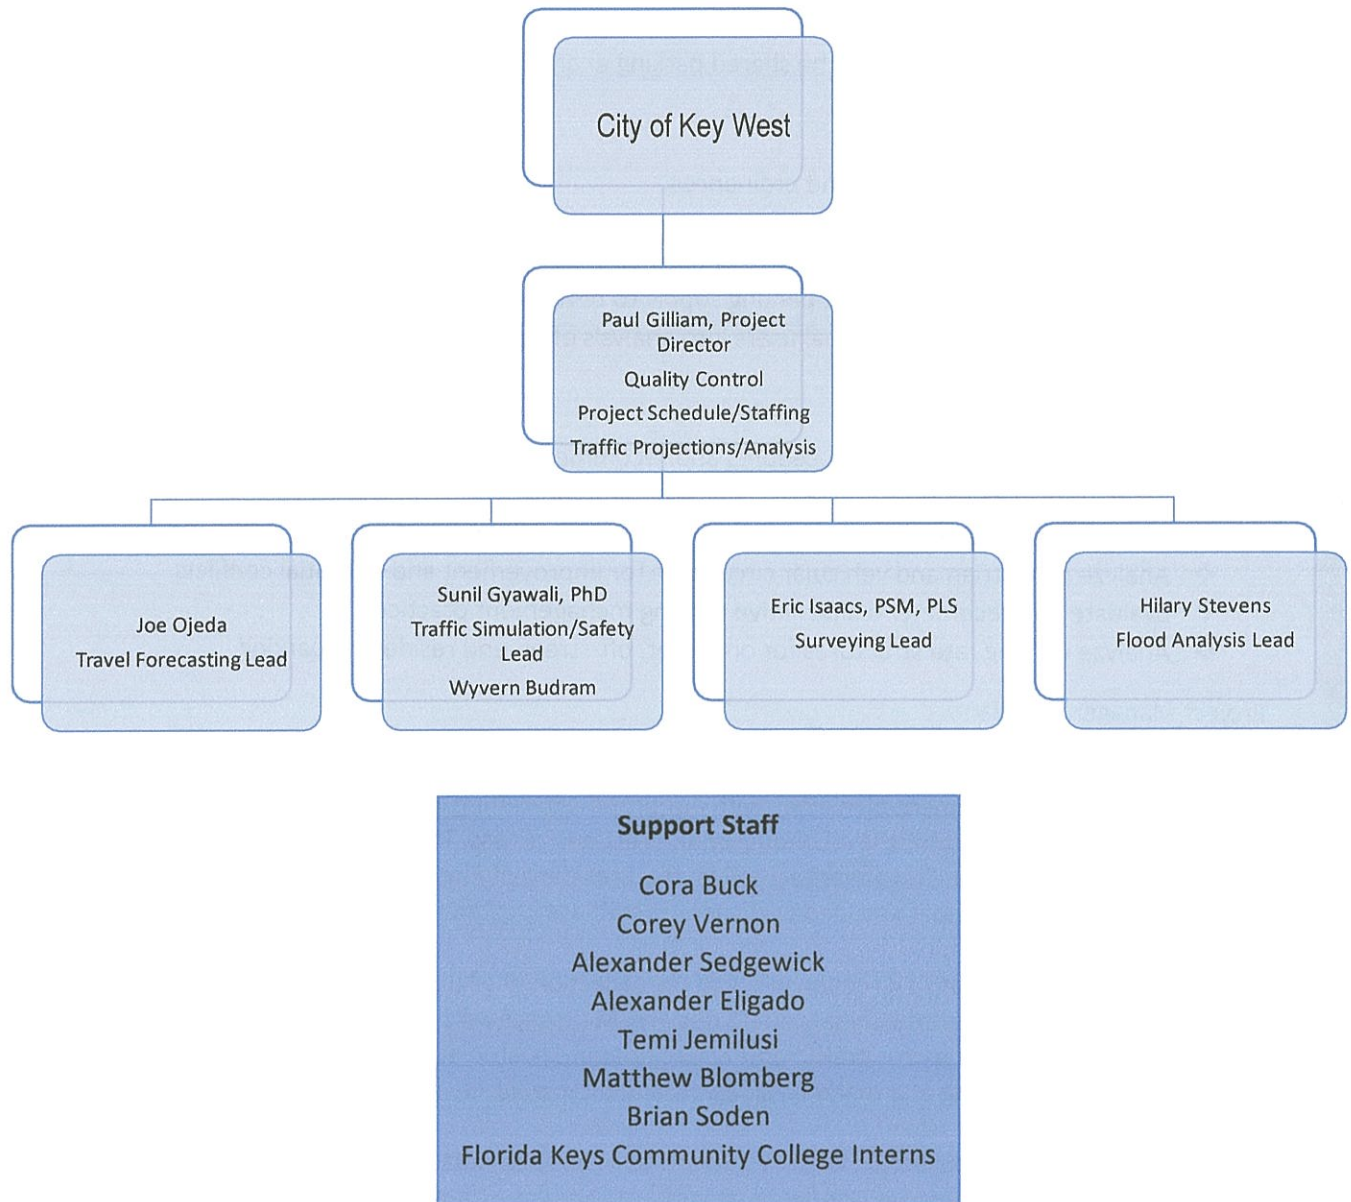 City of Key West
Paul Gilliam, Project
Director
Quality Control
Project Schedule/Staffing
Traffic Projections/Analysis
Joe Ojeda
Travel Forecasting Lead
Sunil Gyawali, PhD
Traffic Simulation/Safety
Lead
Wyvern Budram
Eric Isaacs, PSM, PLS
Surveying Lead
Hilary Stevens
Flood Analysis Lead
Support Staff
Cora Buck
Corey Vernon
Alexander Sedgewick
Alexander Eligado
Temi Jemilusi
Matthew Blomberg
Brian Soden
Florida Keys Community College Interns